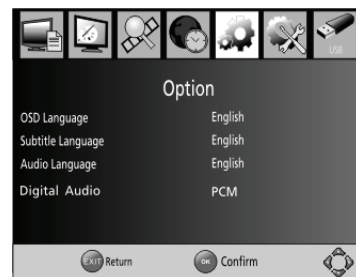 USB
Option
OSD Language English
Subtitle Language English
Audio Language English
Digital Audio PCM
EXIT Return OK Confirm